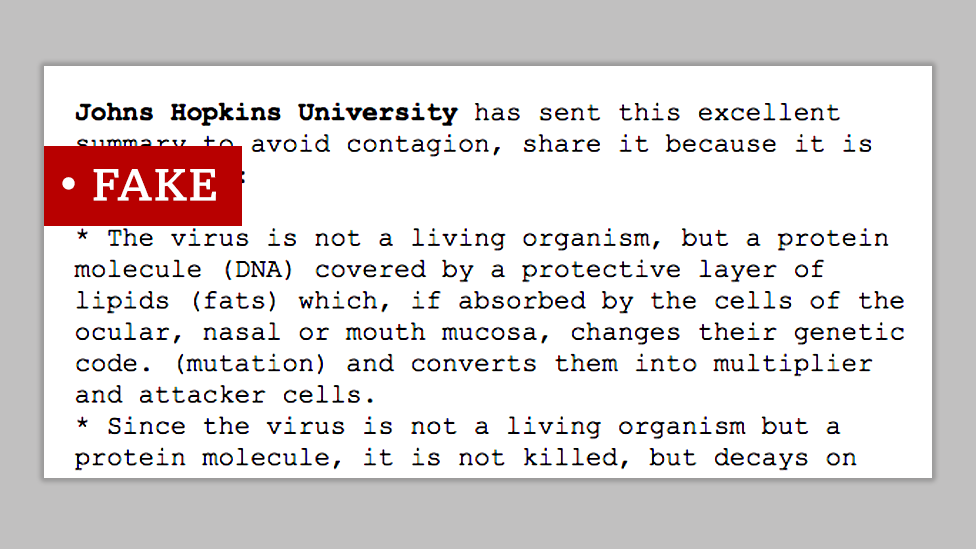 Johns Hopkins University has sent this excellent
summary to avoid contagion, share it because it is
:
• FAKE
* The virus is not a living organism, but a protein
molecule (DNA) covered by a protective layer of
lipids (fats) which, if absorbed by the cells of the
ocular, nasal or mouth mucosa, changes their genetic
code. (mutation) and converts them into multiplier
and attacker cells.
* Since the virus is not a living organism but a
protein molecule, it is not killed, but decays on